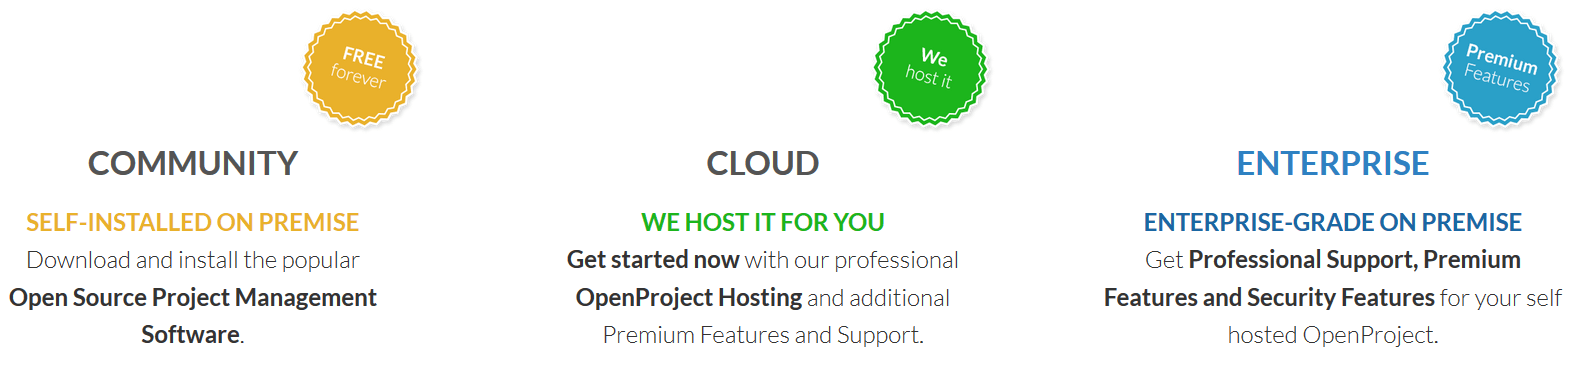 FREE
forever
COMMUNITY
SELF-INSTALLED ON PREMISE
Download and install the popular
Open Source Project Management
Software.
We
host it
CLOUD
WE HOST IT FOR YOU
Get started now with our professional
OpenProject Hosting and additional
Premium Features and Support.
Premium
Features
ENTERPRISE
ENTERPRISE-GRADE ON PREMISE
Get Professional Support, Premium
Features and Security Features for your self
hosted OpenProject.